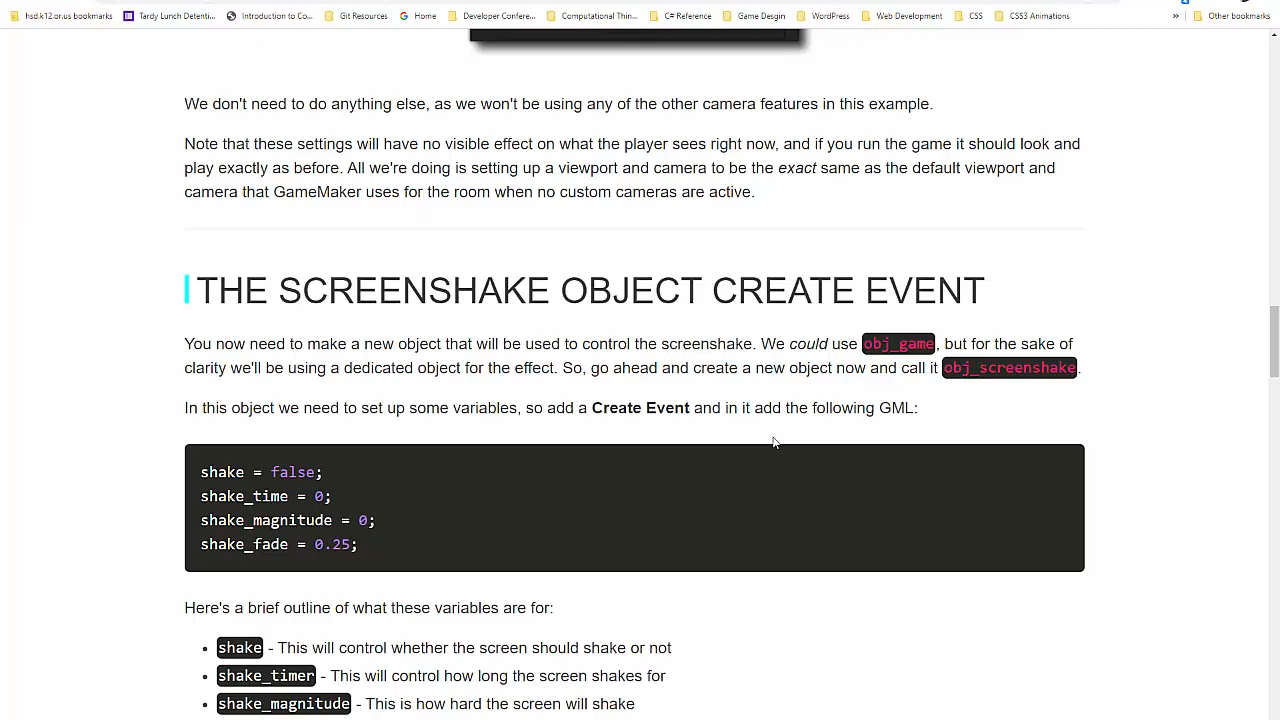 hsd.k12.or.us bookmarks Tardy Lunch Detenti... Introduction to Co... Git Resources Home Developer Confere... Computational Thin... C# Reference Game Desgin WordPress Web Development CSS CSS3 Animations » Other bookmarks
We don't need to do anything else, as we won't be using any of the other camera features in this example.
Note that these settings will have no visible effect on what the player sees right now, and if you run the game it should look and
play exactly as before. All we're doing is setting up a viewport and camera to be the exact same as the default viewport and
camera that GameMaker uses for the room when no custom cameras are active.
THE SCREENSHAKE OBJECT CREATE EVENT
You now need to make a new object that will be used to control the screenshake. We could use obj_game, but for the sake of
clarity we'll be using a dedicated object for the effect. So, go ahead and create a new object now and call it obj_screenshake.
In this object we need to set up some variables, so add a Create Event and in it add the following GML:
shake = false;
shake_time = 0;
shake_magnitude = 0;
shake_fade = 0.25;
Here's a brief outline of what these variables are for:
• shake - This will control whether the screen should shake or not
• shake_timer - This will control how long the screen shakes for
• shake_magnitude - This is how hard the screen will shake